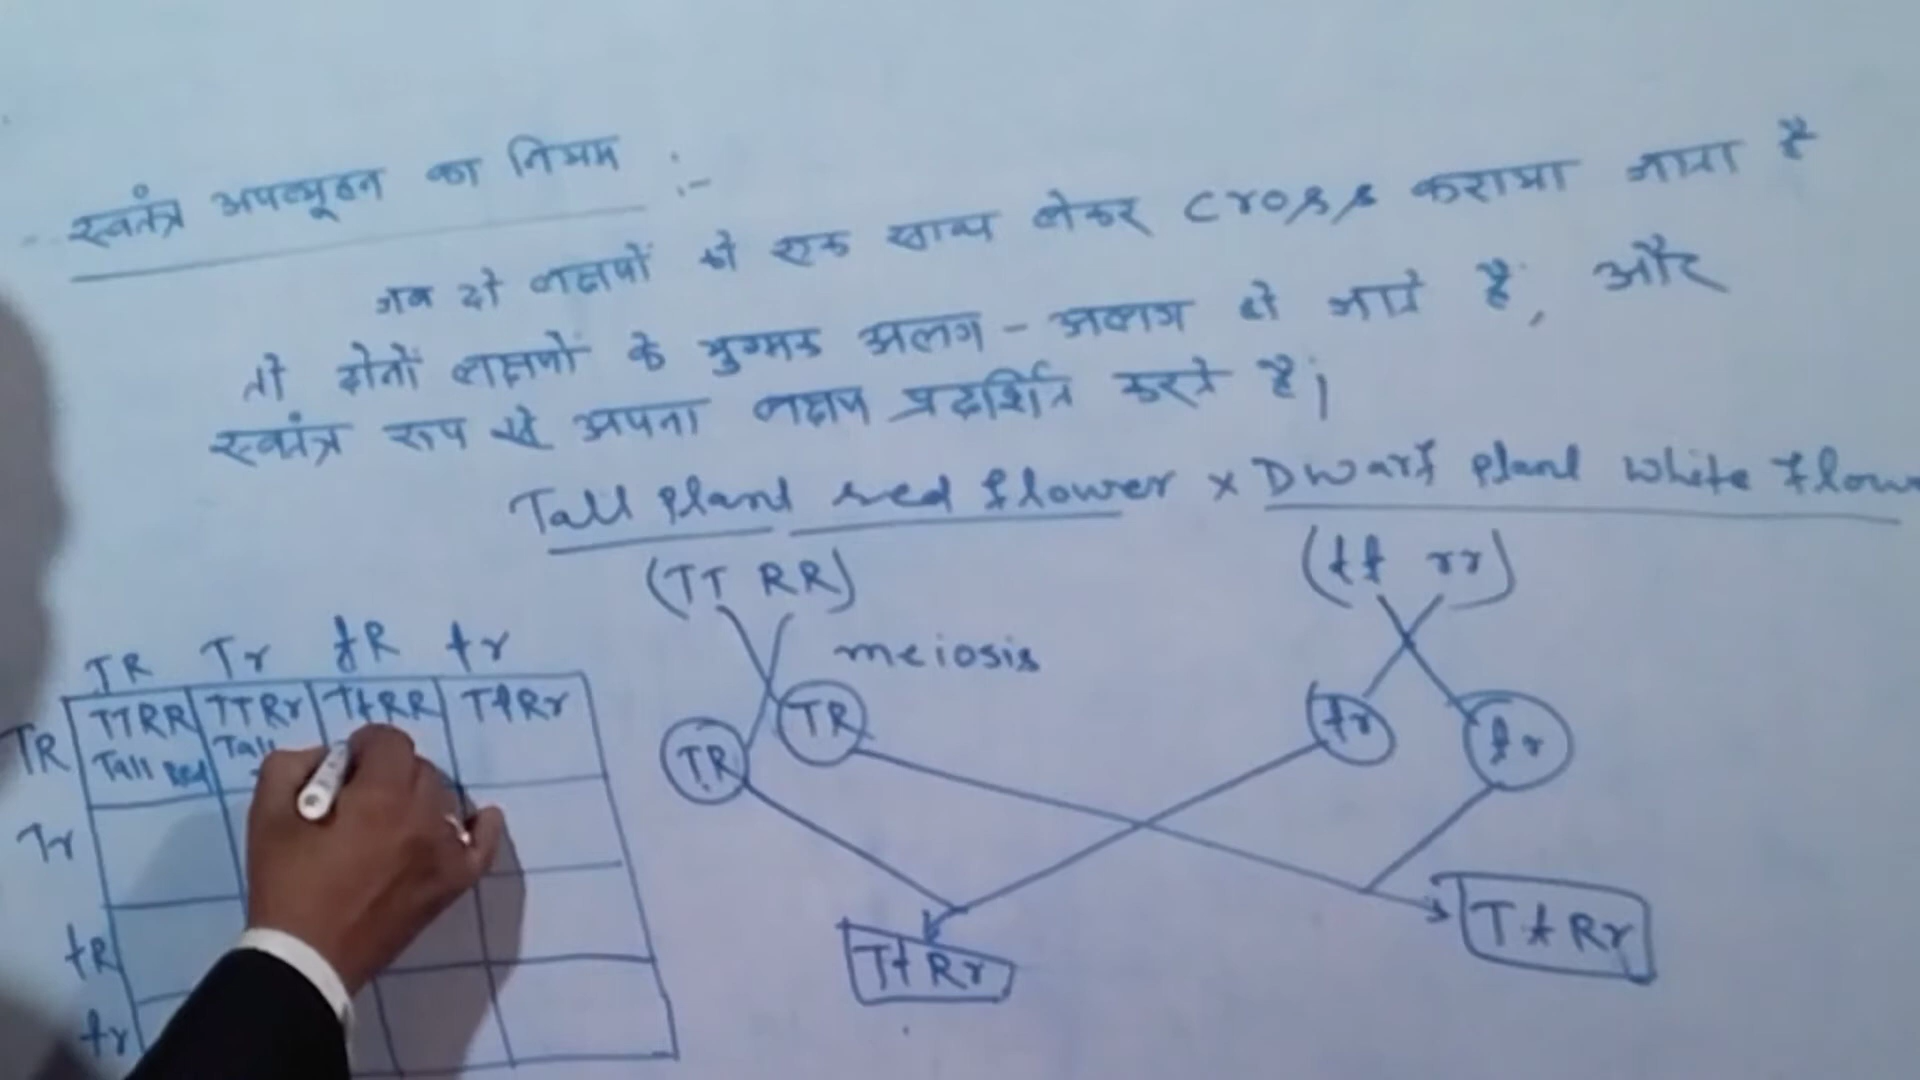 स्वतंत्र अपव्यूहन का नियम :-
जब दो लक्षणों को एक साथ लेकर Cross कराया जाता है
तो दोनों लक्षणों के युग्मक अलग - अलग हो जाते है, और
स्वतंत्र रूप से अपना लक्षण प्रदर्शित करते है।
Tall plant red flower x Dwarf plant white flow
(TT RR) (tt rr)
meiosis
TR Tr tR tr
TR TTRR TTRr TtRR TtRr
Tall Red Tall
TR TR tr tr
Tr
tR
tr
TtRr TtRr